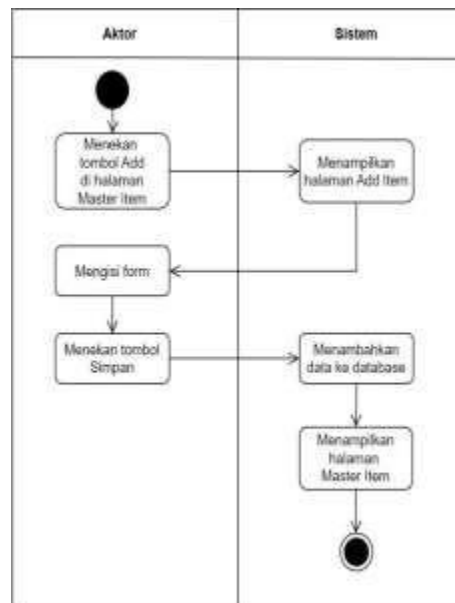 Aktor
Sistem
Menekan
tombol Add
di halaman
Master Item
Menampilkan
halaman Add Item
Mengisi form
Menekan tombol
Simpan
Menambahkan
data ke database
Menampilkan
halaman
Master Item